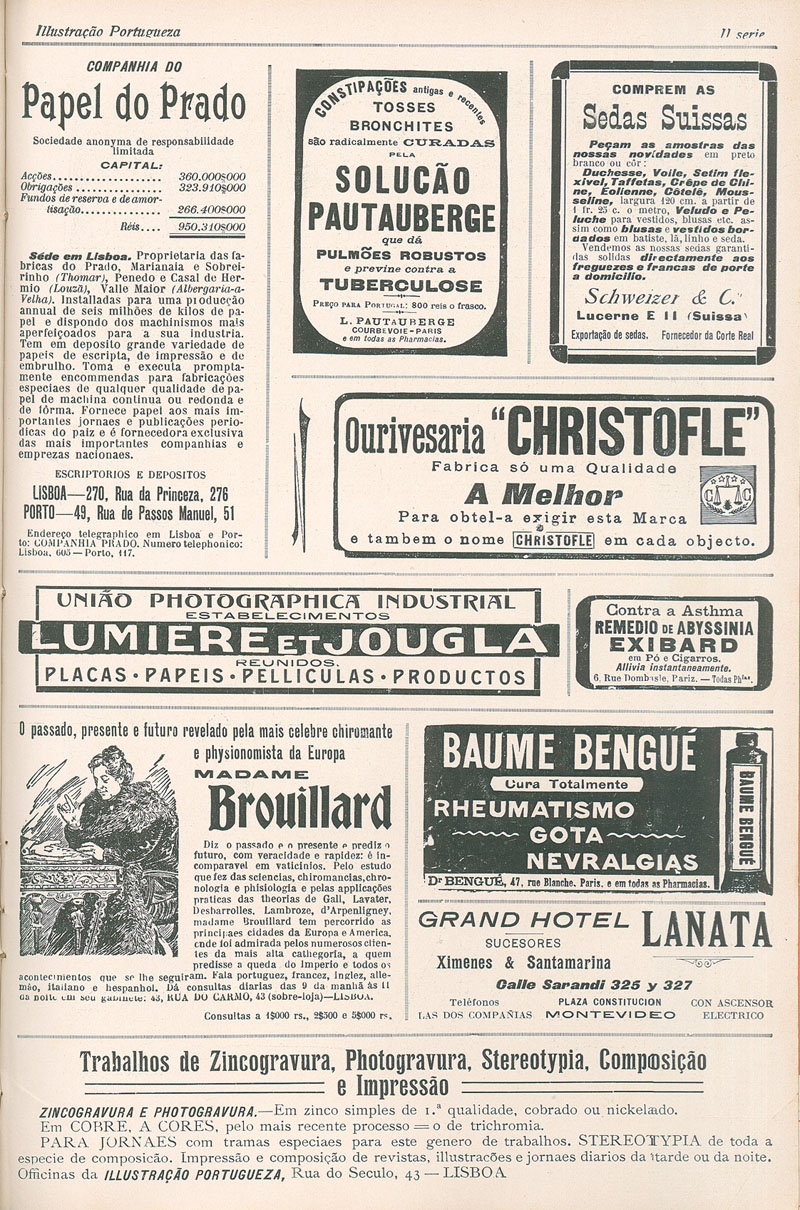 Illustração Portugueza
II serie
COMPANHIA DO
Papel do Prado
Sociedade anonyma de responsabilidade
limitada
CAPITAL:
Acções.................... 360.000$000
Obrigações ................ 323.910$000
Fundos de reserva e de amor-
tisação............... 266.400$000
Réis.... 950.310$000
Séde em Lisboa. Proprietaria das fa-
bricas do Prado, Marianaia e Sobrei-
rinho (Thomar), Penedo e Casal de Her-
mio (Louzã), Valle Maior (Albergaria-a-
Velha). Installadas para uma producção
annual de seis milhões de kilos de pa-
pel e dispondo dos machinismos mais
aperfeiçoados para a sua industria.
Tem em deposito grande variedade de
papeis de escripta, de impressão e de
embrulho. Toma e executa prompta-
mente encommendas para fabricações
especiaes de qualquer qualidade de pa-
pel de machina continua ou redonda e
de fôrma. Fornece papel aos mais im-
portantes jornaes e publicações perio-
dicas do paiz e é fornecedora exclusiva
das mais importantes companhias e
emprezas nacionaes.
ESCRIPTORIOS E DEPOSITOS
LISBOA—270, Rua da Princeza, 276
PORTO—49, Rua de Passos Manuel, 51
Endereço telegraphico em Lisboa e Por-
to: COMPANHIA PRADO. Numero telephonico:
Lisboa, 605 — Porto, 117.
CONSTIPAÇÕES antigas e recentes
TOSSES
BRONCHITES
são radicalmente CURADAS
PELA
SOLUCÃO
PAUTAUBERGE
que dá
PULMÕES ROBUSTOS
e previne contra a
TUBERCULOSE
PREÇO PARA PORTUGAL: 800 reis o frasco.
L. PAUTAUBERGE
COURBEVOIE-PARIS
e em todas as Pharmacias.
COMPREM AS
Sedas Suissas
Peçam as amostras das
nossas novidades em preto
branco ou côr:
Duchesse, Voile, Setim fle-
xivel, Taffetas, Crêpe de Chi-
ne, Eolienne, Côtelé, Mous-
seline, largura 120 cm. a partir de
1 fr. 25 c. o metro, Veludo e Pe-
luche para vestidos, blusas etc. as-
sim como blusas e vestidos bor-
dados em batiste, lã, linho e seda.
Vendemos as nossas sedas garanti-
das solidas directamente aos
freguezes e francas de porte
a domicilio.
Schweizer & C.ª
Lucerne E 11 (Suissa)
Exportação de sedas. Fornecedor da Corte Real
Ourivesaria "CHRISTOFLE"
Fabrica só uma Qualidade
A Melhor
Para obtel-a exigir esta Marca
C C
e tambem o nome CHRISTOFLE em cada objecto.
UNIÃO PHOTOGRAPHICA INDUSTRIAL
ESTABELECIMENTOS
LUMIERE ET JOUGLA
REUNIDOS.
PLACAS · PAPEIS · PELLICULAS · PRODUCTOS
Contra a Asthma
REMEDIO DE ABYSSINIA
EXIBARD
em Pó e Cigarros.
Allivia instantaneamente.
6, Rue Dombasle, Pariz. — Todas Phias.
O passado, presente e futuro revelado pela mais celebre chiromante
e physionomista da Europa
MADAME
Brouillard
Diz o passado e o presente e prediz o
futuro, com veracidade e rapidez: é in-
comparavel em vaticinios. Pelo estudo
que fez das sciencias, chiromancias, chro-
nologia e phisiologia e pelas applicações
praticas das theorias de Gall, Lavater,
Desbarrolles, Lambroze, d'Arpenligney,
madame Brouillard tem percorrido as
principaes cidades da Europa e America,
onde foi admirada pelos numerosos clien-
tes da mais alta cathegoria, a quem
predisse a queda do Imperio e todos os
acontecimentos que se lhe seguiram. Fala portuguez, francez, inglez, alle-
mão, italiano e hespanhol. Dá consultas diarias das 9 da manhã ás 11
da noite em seu gabinete: 43, RUA DO CARMO, 43 (sobre-loja)—LISBOA.
Consultas a 1$000 rs., 2$500 e 5$000 rs.
BAUME BENGUÉ
Cura Totalmente
RHEUMATISMO
GOTA
NEVRALGIAS
Dr BENGUÉ, 47, rue Blanche, Paris, e em todas as Pharmacias.
BAUME BENGUÉ
GRAND HOTEL LANATA
SUCESORES
Ximenes & Santamarina
Calle Sarandi 325 y 327
Teléfonos PLAZA CONSTITUCION CON ASCENSOR
LAS DOS COMPAÑIAS MONTEVIDEO ELECTRICO
Trabalhos de Zincogravura, Photogravura, Stereotypia, Composição
e Impressão
ZINCOGRAVURA E PHOTOGRAVURA.—Em zinco simples de 1.ª qualidade, cobrado ou nickelado.
Em COBRE, A CORES, pelo mais recente processo = o de trichromia.
PARA JORNAES com tramas especiaes para este genero de trabalhos. STEREOTYPIA de toda a
especie de composicão. Impressão e composição de revistas, illustracões e jornaes diarios da tarde ou da noite.
Officinas da ILLUSTRAÇÃO PORTUGUEZA, Rua do Seculo, 43 — LISBOA